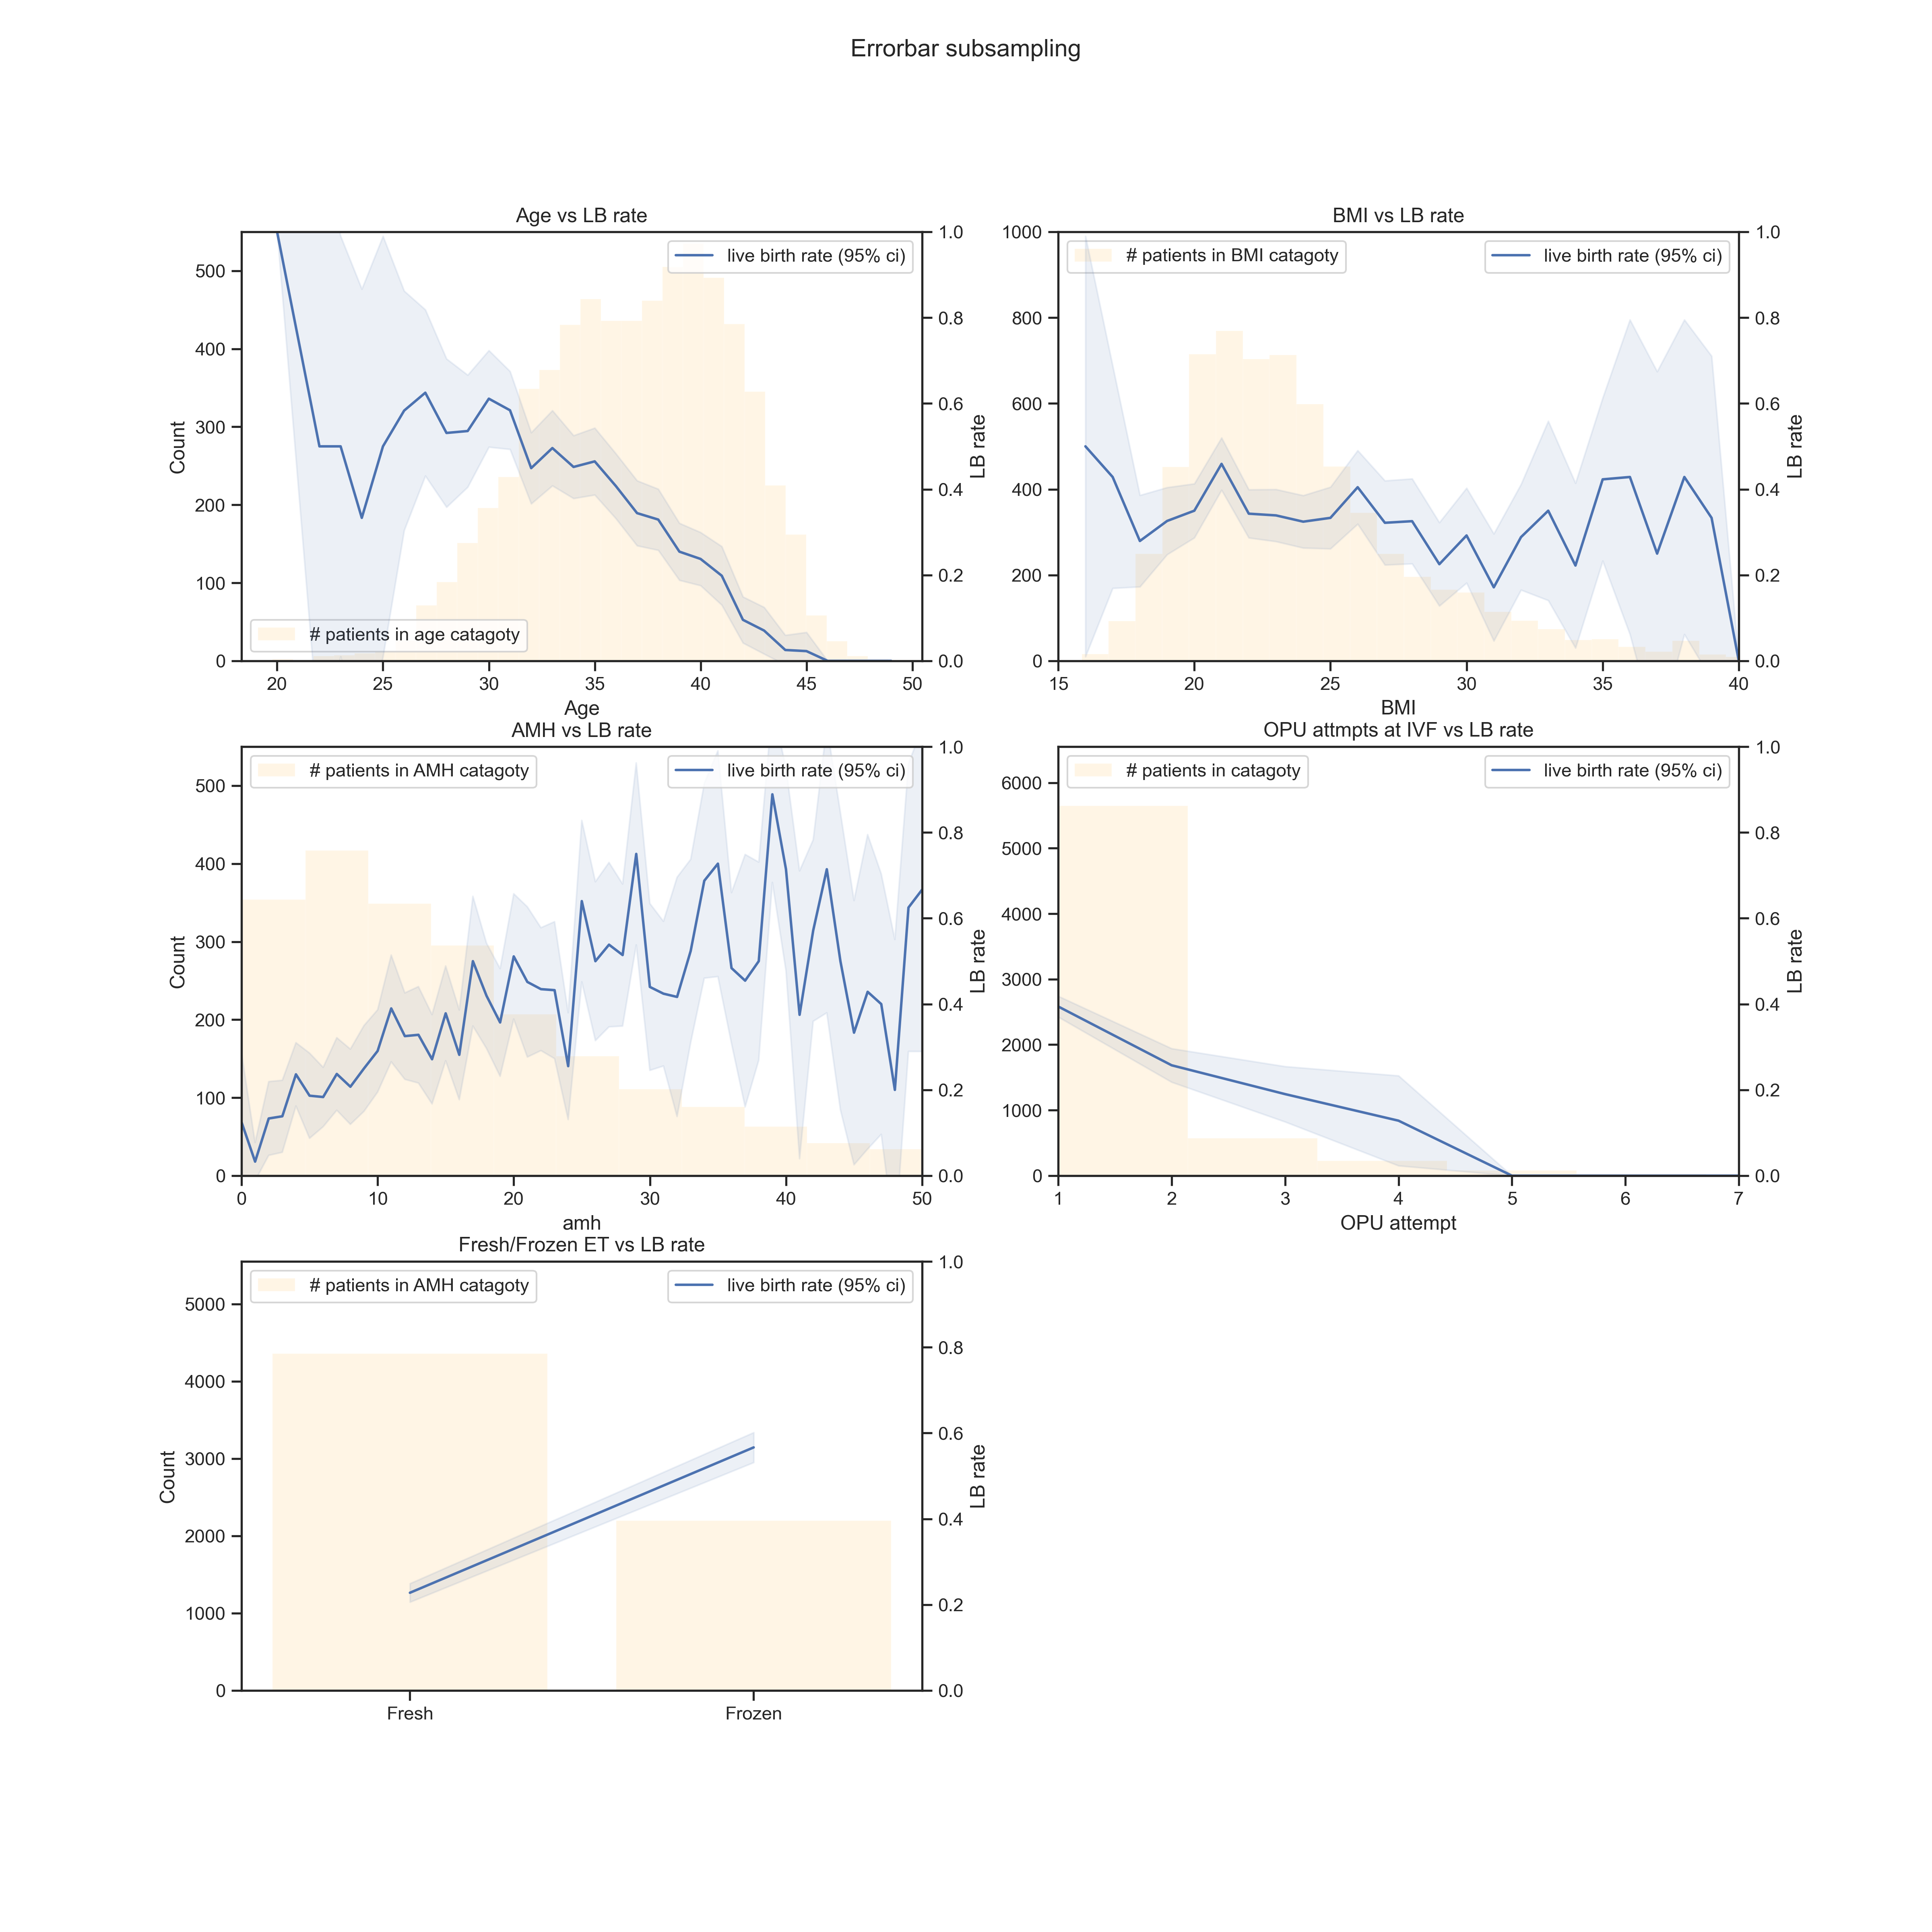 Errorbar subsampling
Age vs LB rate
live birth rate (95% ci)
# patients in age catagoty
Count
LB rate
0
100
200
300
400
500
0.0
0.2
0.4
0.6
0.8
1.0
20
25
30
35
40
45
50
Age
BMI vs LB rate
# patients in BMI catagoty
live birth rate (95% ci)
LB rate
0
200
400
600
800
1000
0.0
0.2
0.4
0.6
0.8
1.0
15
20
25
30
35
40
BMI
AMH vs LB rate
# patients in AMH catagoty
live birth rate (95% ci)
Count
LB rate
0
100
200
300
400
500
0.0
0.2
0.4
0.6
0.8
1.0
0
10
20
30
40
50
amh
OPU attmpts at IVF vs LB rate
# patients in catagoty
live birth rate (95% ci)
LB rate
0
1000
2000
3000
4000
5000
6000
0.0
0.2
0.4
0.6
0.8
1.0
1
2
3
4
5
6
7
OPU attempt
Fresh/Frozen ET vs LB rate
# patients in AMH catagoty
live birth rate (95% ci)
Count
LB rate
0
1000
2000
3000
4000
5000
0.0
0.2
0.4
0.6
0.8
1.0
Fresh
Frozen